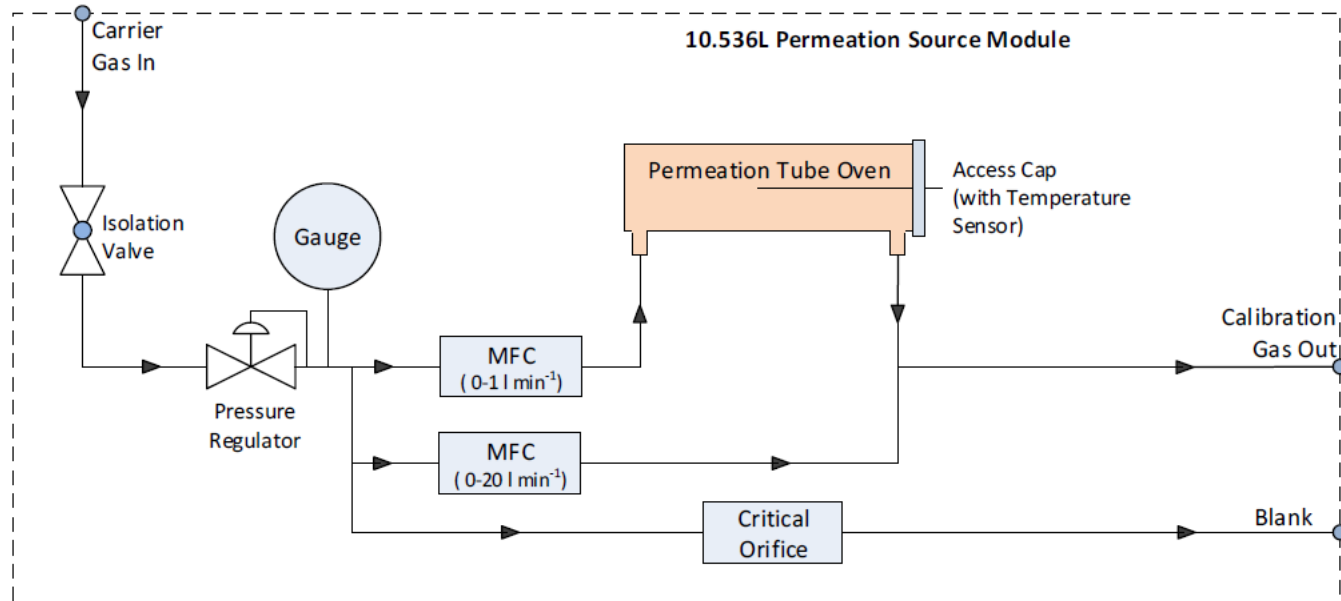 Carrier
Gas In
10.536L Permeation Source Module
Permeation Tube Oven
Access Cap
(with Temperature
Sensor)
Isolation
Valve
Gauge
Calibration
Gas Out
MFC
( 0-1 l min⁻¹)
Pressure
Regulator
MFC
( 0-20 l min⁻¹)
Critical
Orifice
Blank